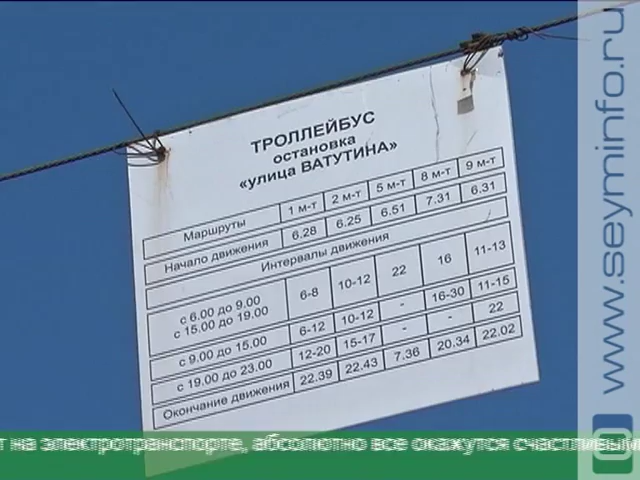 ТРОЛЛЕЙБУС
остановка
«улица ВАТУТИНА»
Маршруты 1 м-т 2 м-т 5 м-т 8 м-т 9 м-т
Начало движения 6.28 6.25 6.51 7.31 6.31
Интервалы движения
с 6.00 до 9.00
с 15.00 до 19.00 6-8 10-12 22 16 11-13
с 9.00 до 15.00 6-12 10-12 - 16-30 11-15
с 19.00 до 23.00 12-20 15-17 - - 22
Окончание движения 22.39 22.43 7.36 20.34 22.02
т на электротранспорте, абсолютно все окажутся счастливым
www.seyminfo.ru